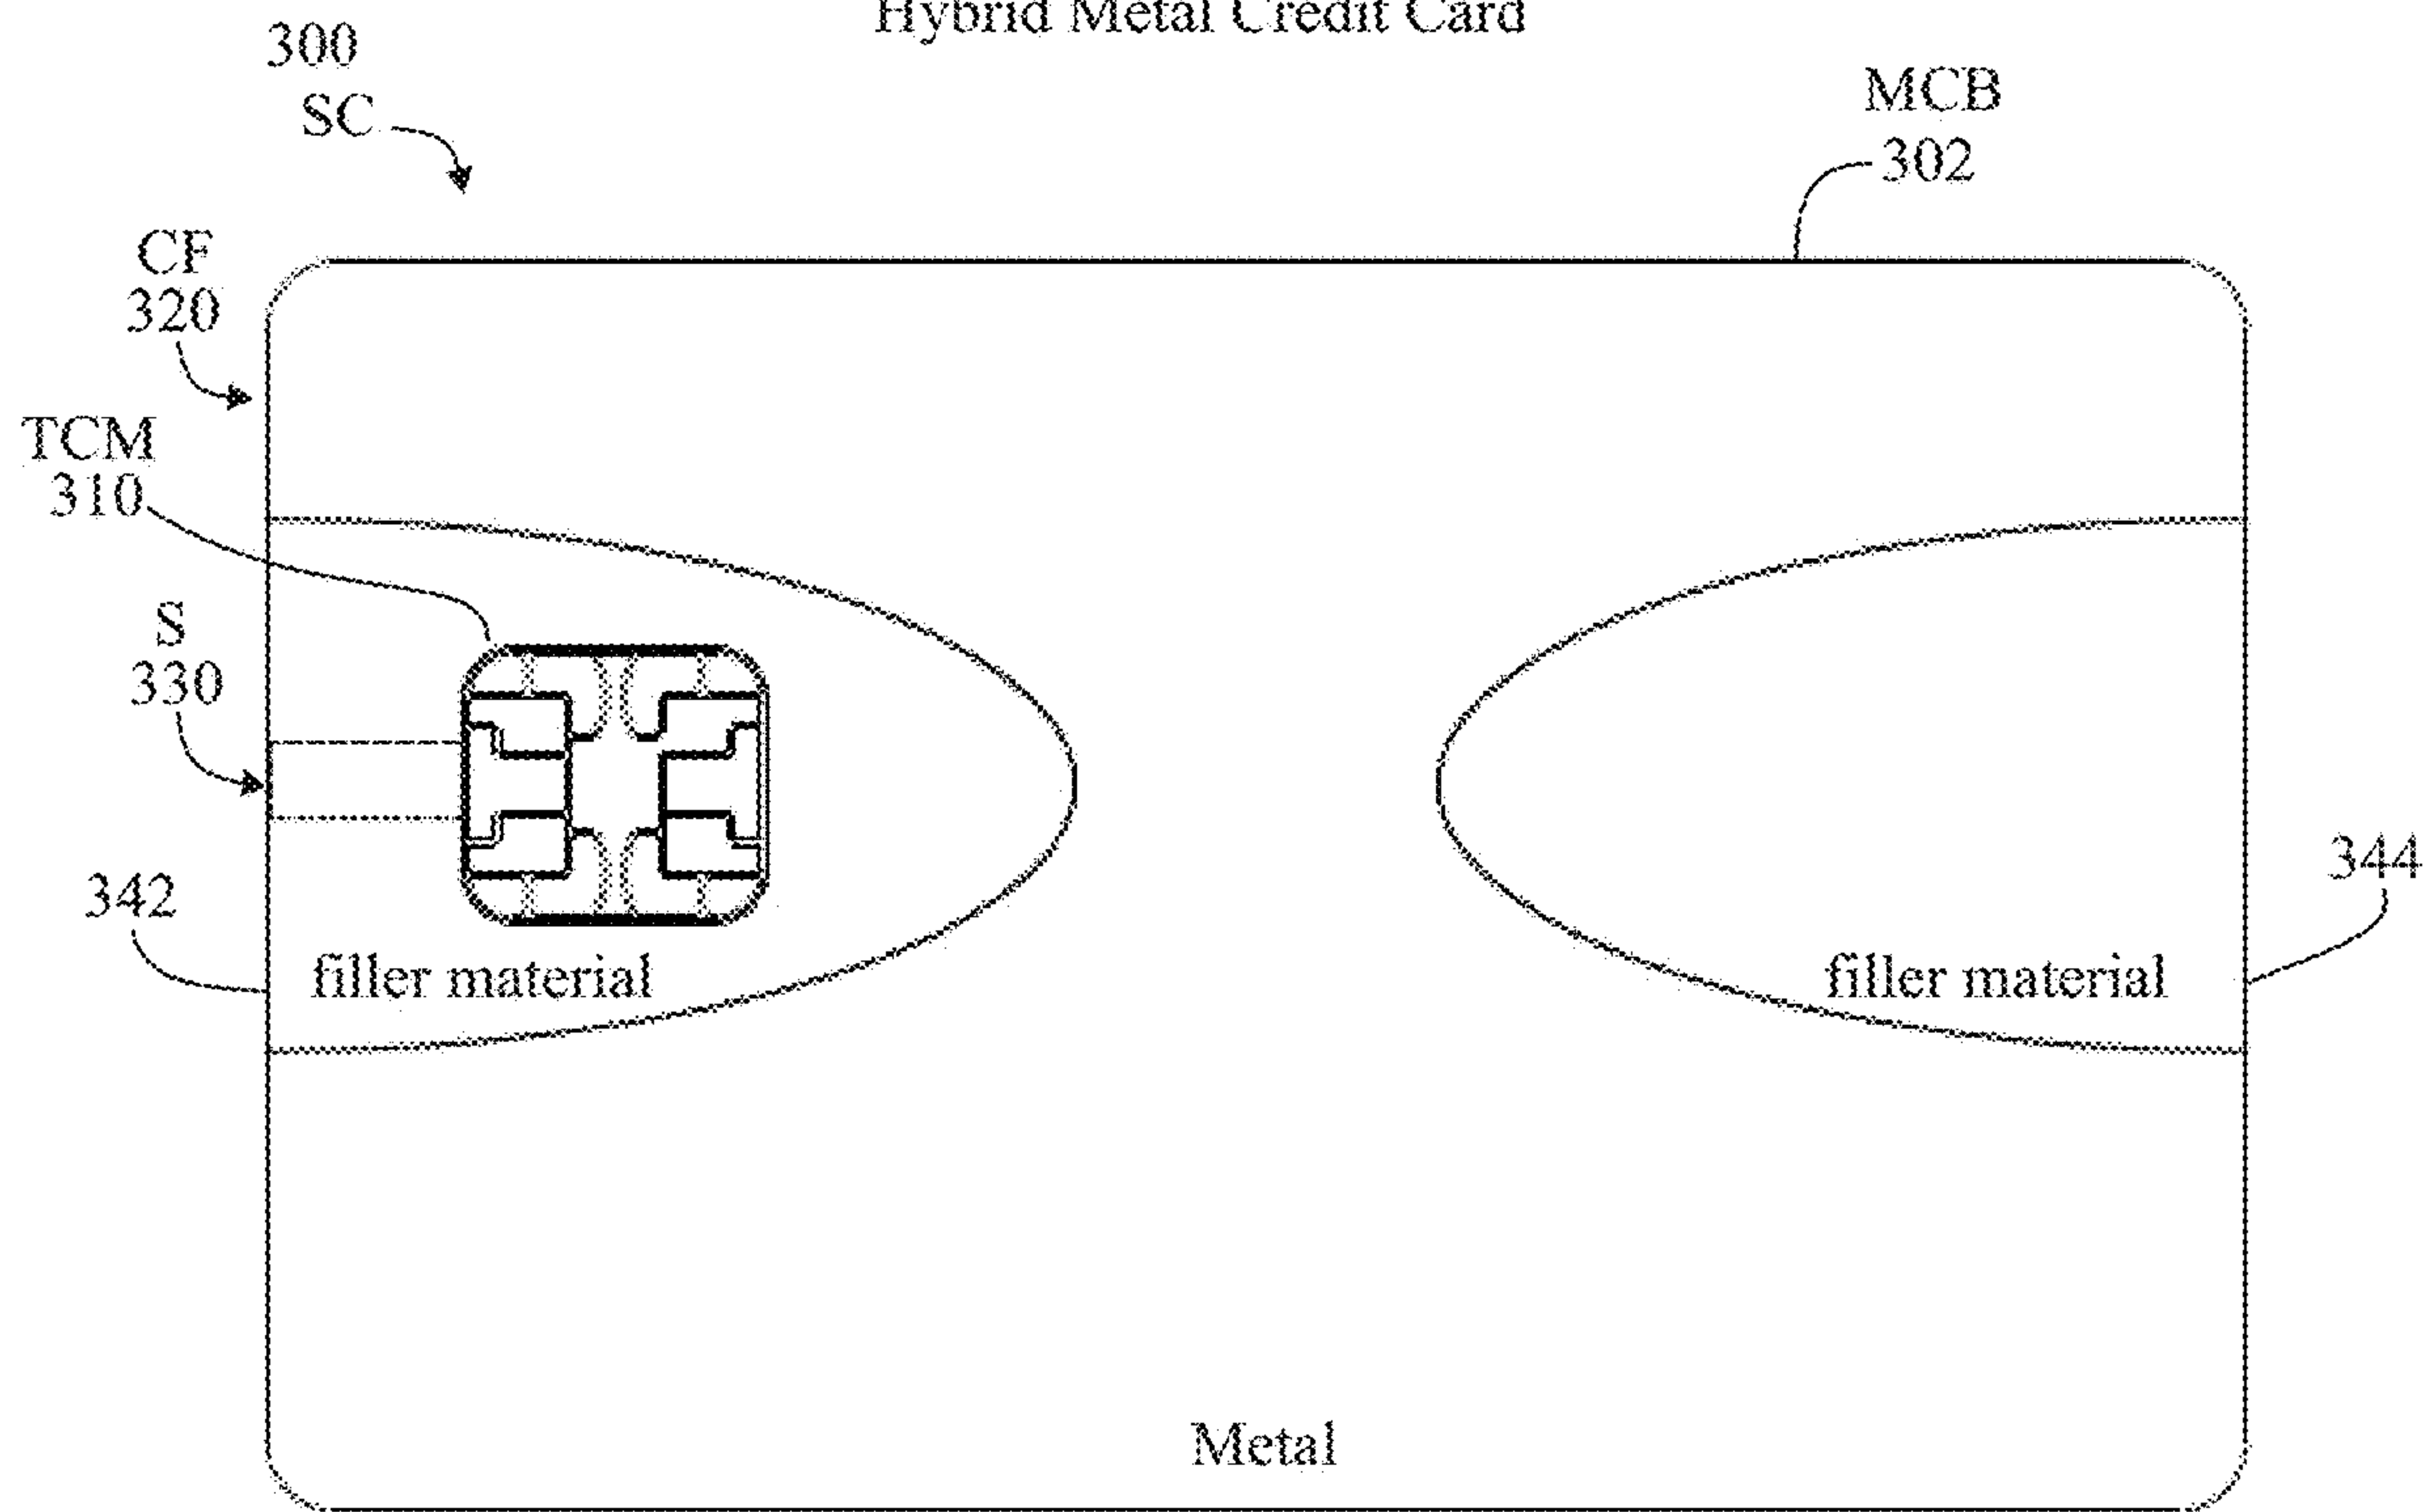 Hybrid Metal Credit Card
300
SC
MCB
302
CF
320
TCM
310
S
330
342
344
filler material
filler material
Metal